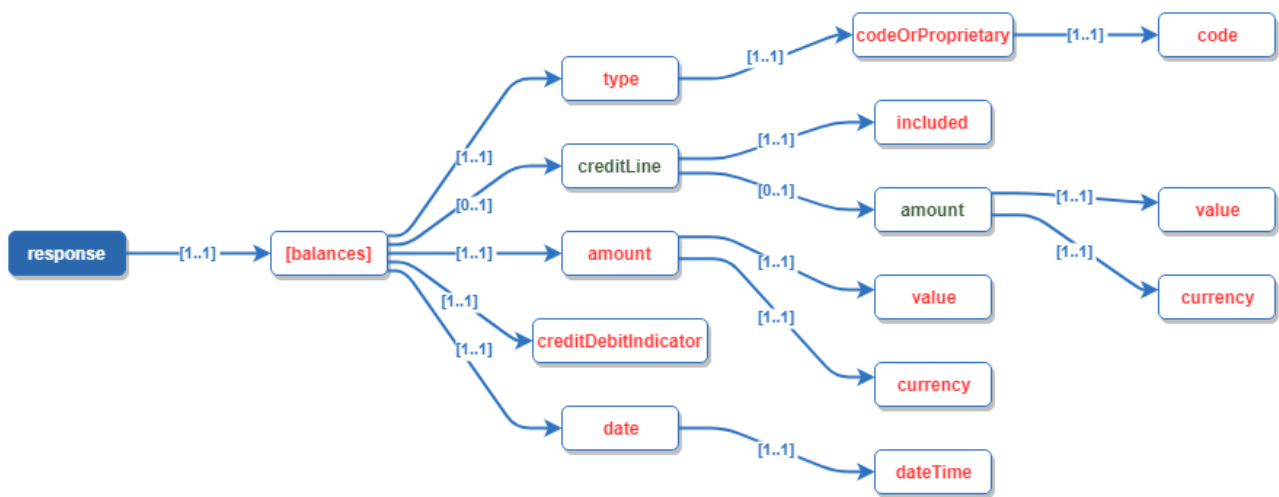 codeOrProprietary
[1..1]
code
[1..1]
type
included
[1..1]
[1..1]
creditLine
[0..1]
[0..1]
amount
[1..1]
value
response
[1..1]
[balances]
[1..1]
amount
[1..1]
[1..1]
value
currency
[1..1]
[1..1]
creditDebitIndicator
[1..1]
currency
date
[1..1]
dateTime